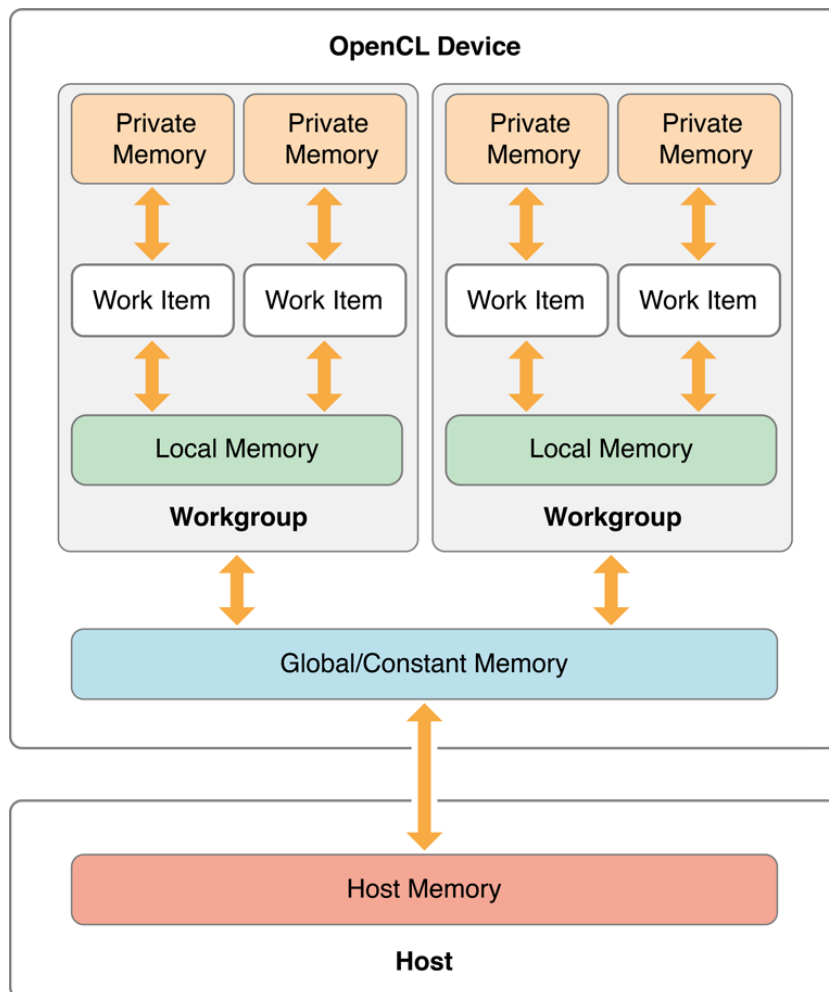 OpenCL Device
Private Private Private Private
Memory Memory Memory Memory
Work Item Work Item Work Item Work Item
Local Memory Local Memory
Workgroup Workgroup
Global/Constant Memory
Host Memory
Host